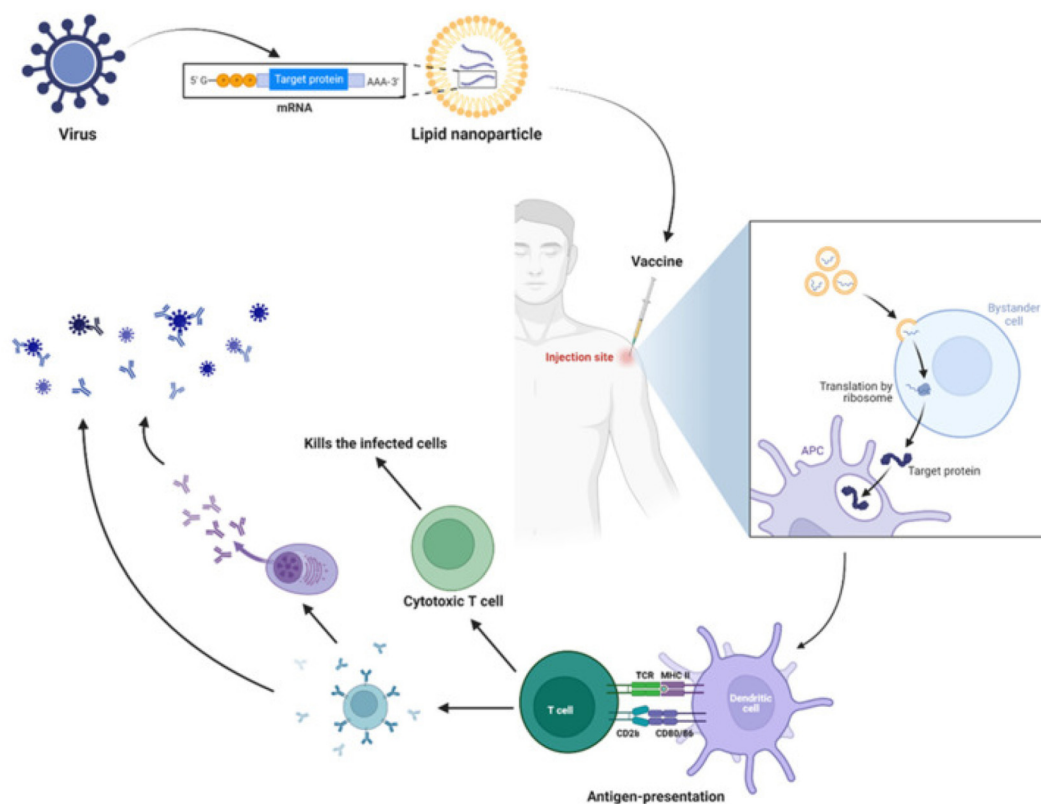 5' G
Target protein
AAA-3'
mRNA
Virus
Lipid nanoparticle
Vaccine
Injection site
Bystander
cell
Translation by
ribosome
APC
Target protein
Kills the infected cells
Cytotoxic T cell
TCR
MHC-II
T cell
Dendritic
cell
CD28
CD80/86
Antigen-presentation